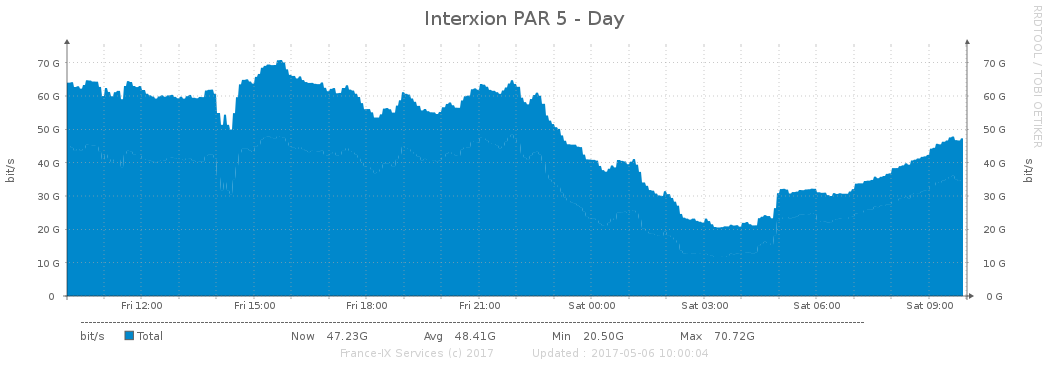 Interxion PAR 5 - Day
RRDTOOL / TOBI OETIKER
bit/s
70 G 70 G
60 G 60 G
50 G 50 G
40 G 40 G
30 G 30 G
20 G 20 G
10 G 10 G
0 0 G
bit/s
Fri 12:00 Fri 15:00 Fri 18:00 Fri 21:00 Sat 00:00 Sat 03:00 Sat 06:00 Sat 09:00
bit/s Total Now 47.23G Avg 48.41G Min 20.50G Max 70.72G
France-IX Services (c) 2017 Updated : 2017-05-06 10:00:04